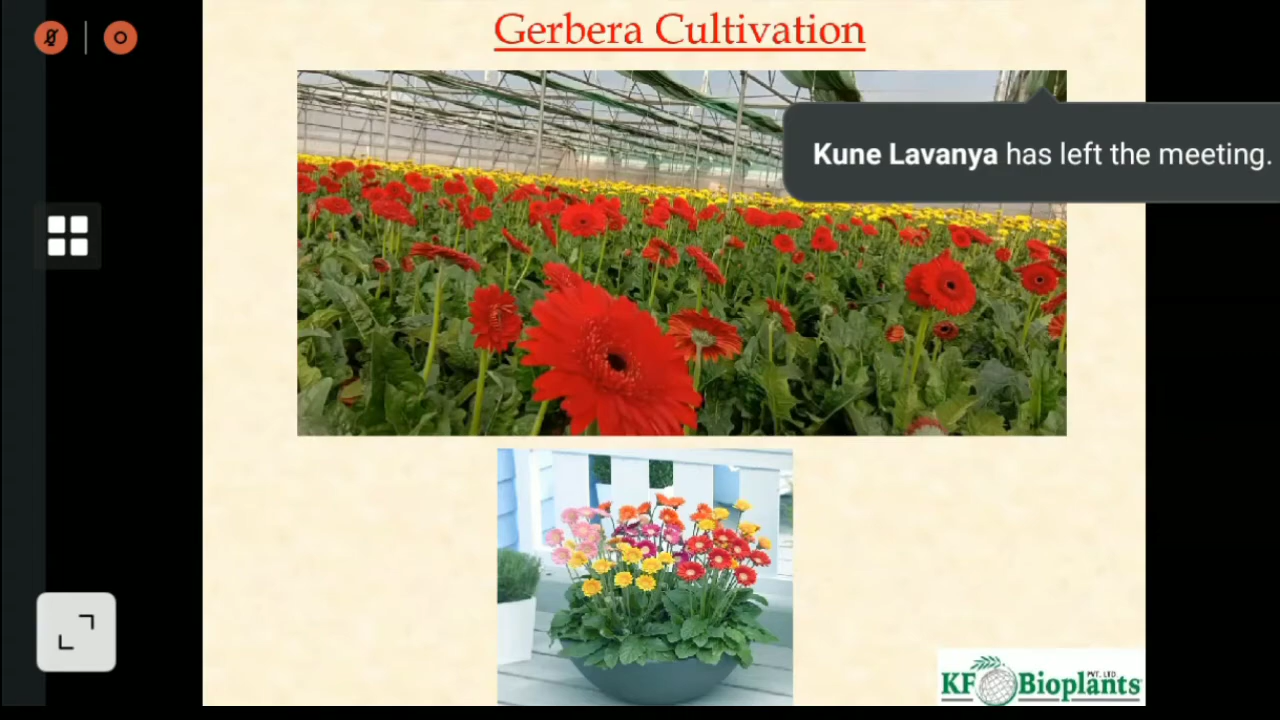 Gerbera Cultivation
Kune Lavanya has left the meeting.
KF Bioplants PVT. LTD.